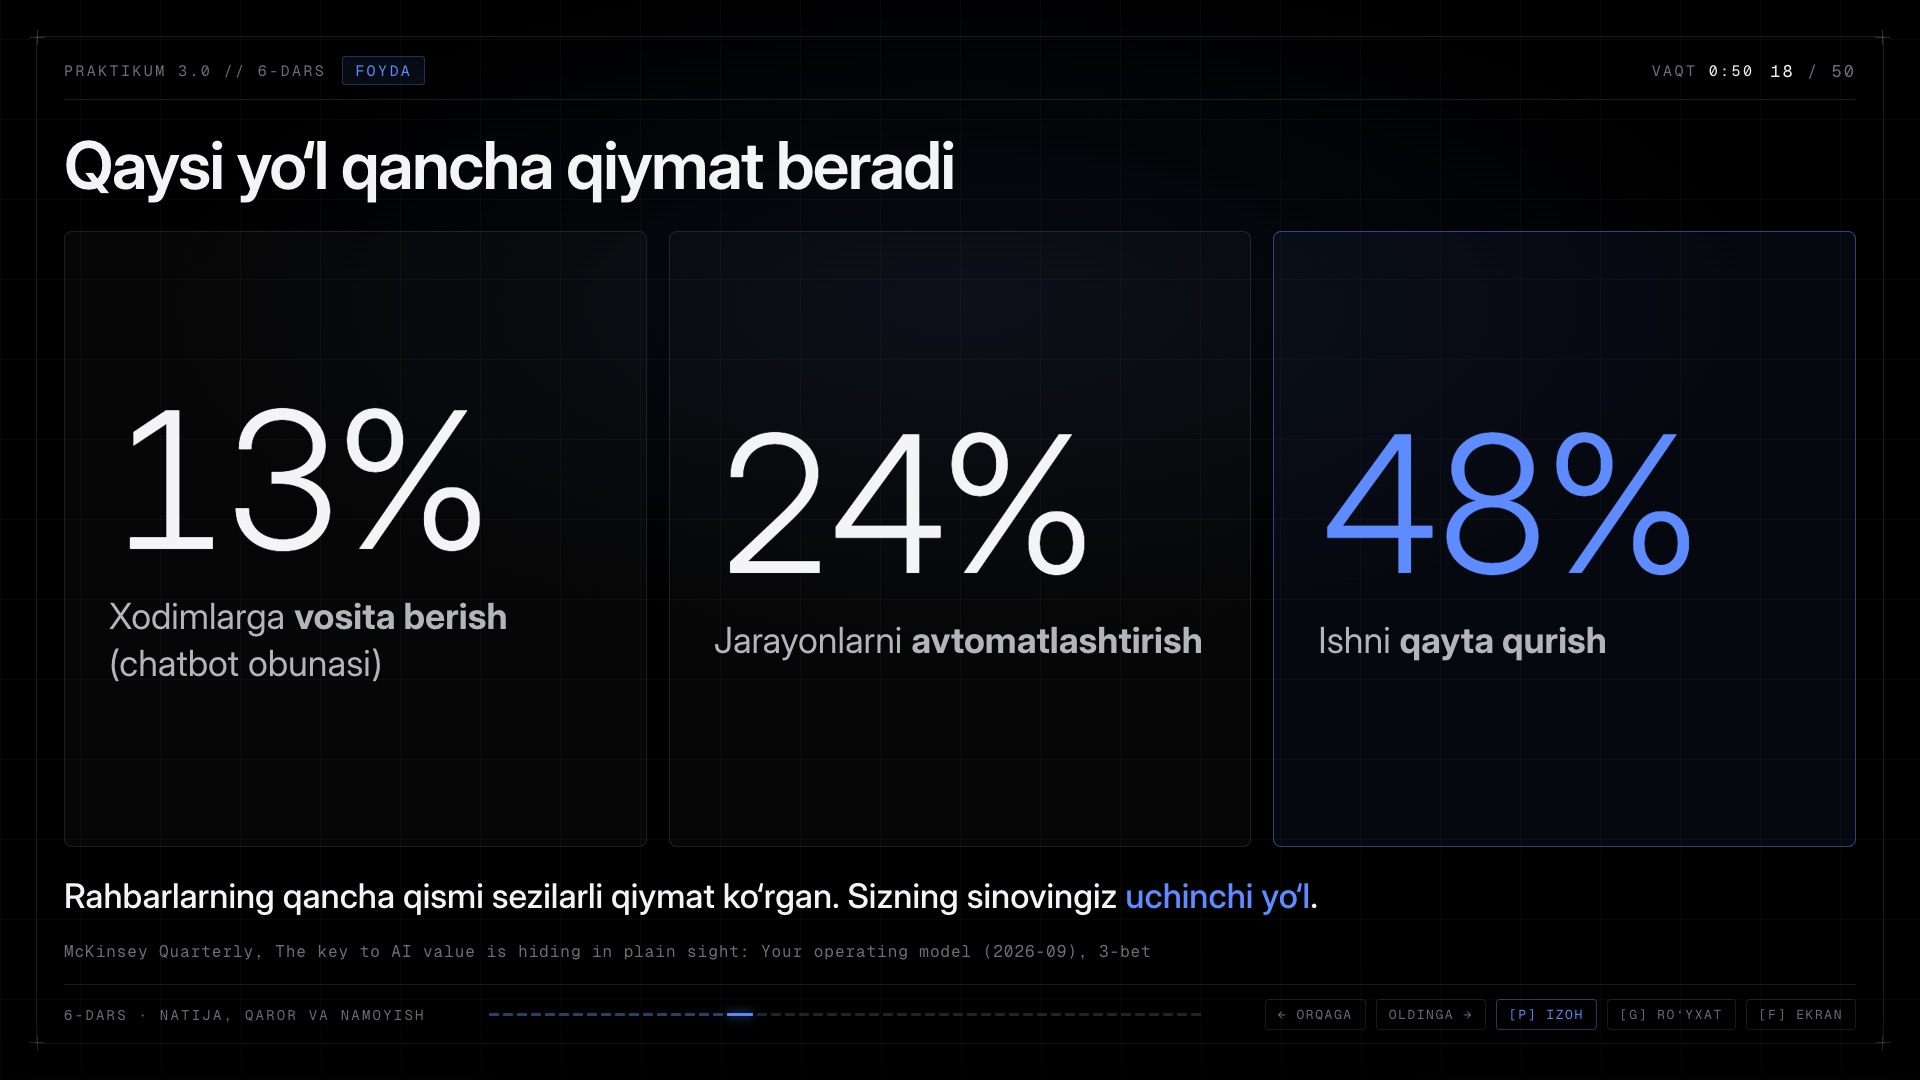 PRAKTIKUM 3.0 // 6-DARS FOYDA
VAQT 0:50 18 / 50
Qaysi yo‘l qancha qiymat beradi
13%
Xodimlarga vosita berish
(chatbot obunasi)
24%
Jarayonlarni avtomatlashtirish
48%
Ishni qayta qurish
Rahbarlarning qancha qismi sezilarli qiymat ko‘rgan. Sizning sinovingiz uchinchi yo‘l.
McKinsey Quarterly, The key to AI value is hiding in plain sight: Your operating model (2026-09), 3-bet
6-DARS · NATIJA, QAROR VA NAMOYISH
← ORQAGA
OLDINGA →
[P] IZOH
[G] RO‘YXAT
[F] EKRAN